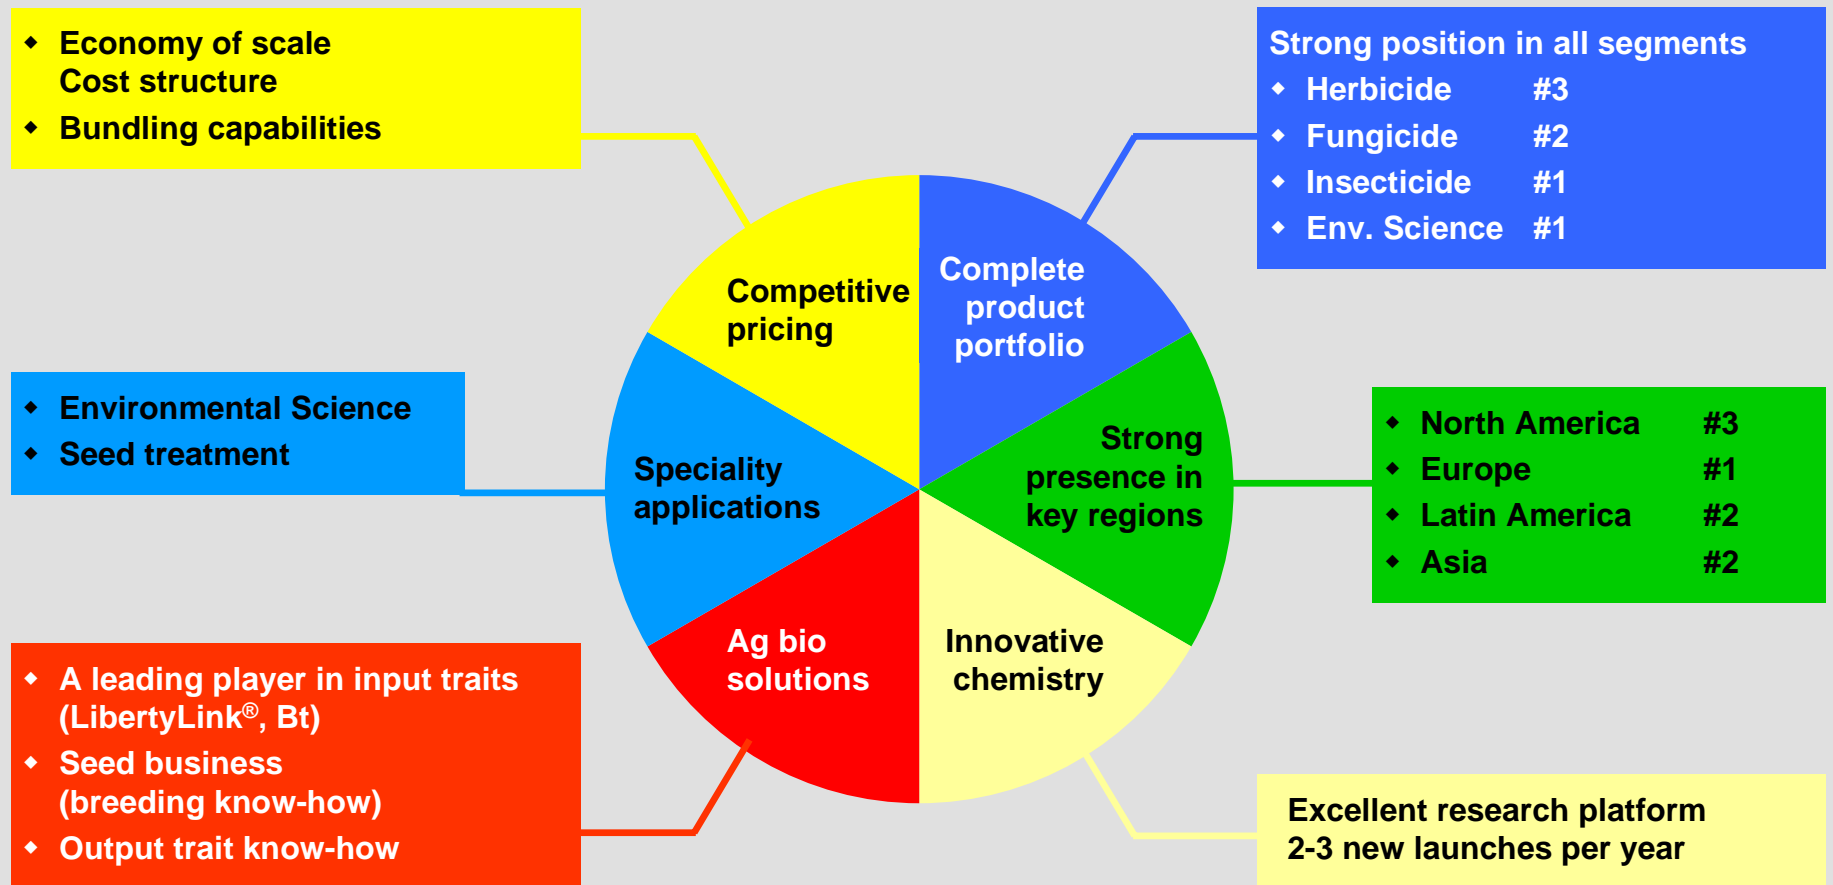 Economy of scale
Cost structure
Bundling capabilities
Strong position in all segments
Herbicide #3
Fungicide #2
Insecticide #1
Env. Science #1
Competitive
pricing
Complete
product
portfolio
Environmental Science
Seed treatment
Speciality
applications
Strong
presence in
key regions
North America #3
Europe #1
Latin America #2
Asia #2
A leading player in input traits
(LibertyLink®, Bt)
Seed business
(breeding know-how)
Output trait know-how
Ag bio
solutions
Innovative
chemistry
Excellent research platform
2-3 new launches per year